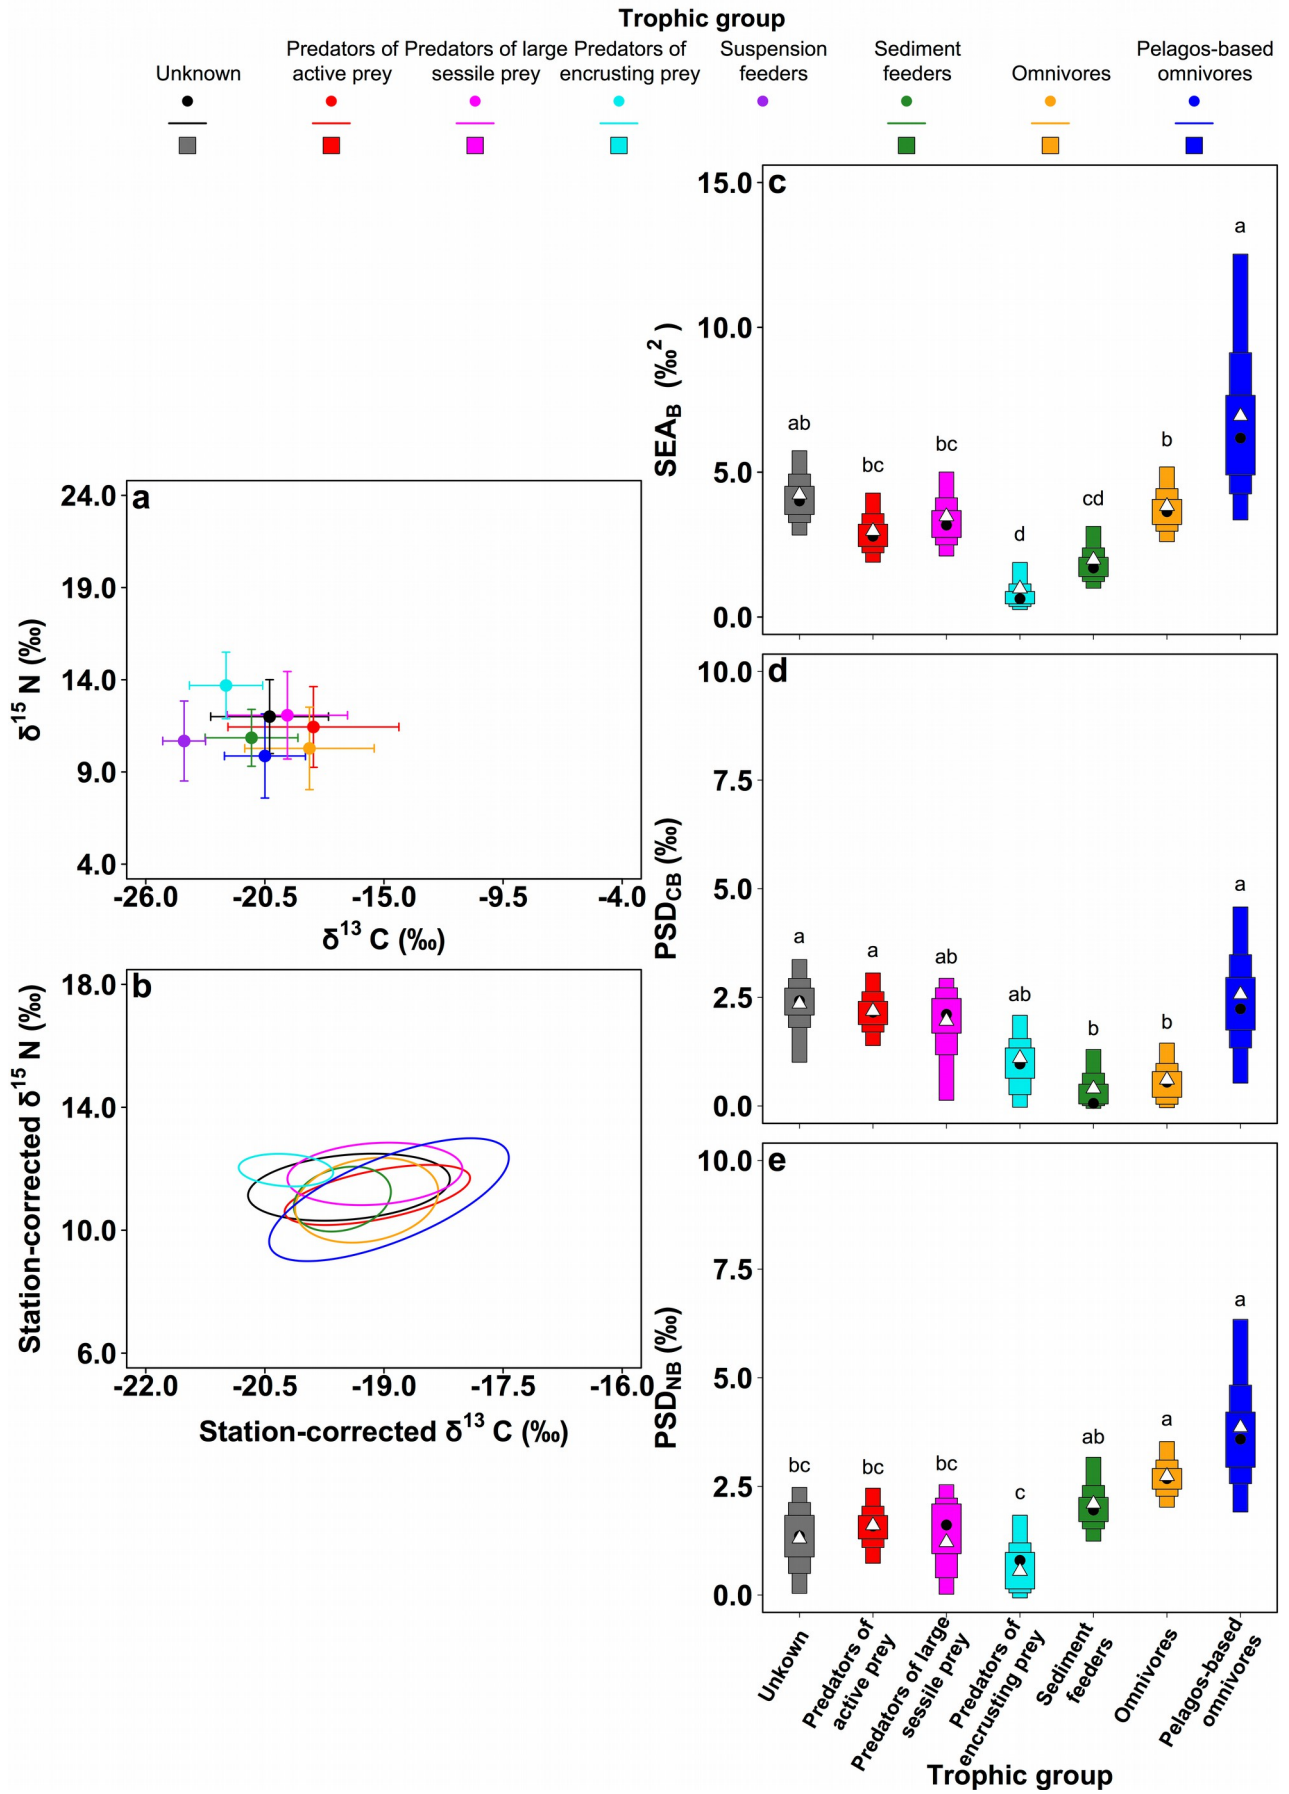 Trophic group
Unknown
Predators of active prey
Predators of large sessile prey
Predators of encrusting prey
Suspension feeders
Sediment feeders
Omnivores
Pelagos-based omnivores
c
15.0
10.0
5.0
0.0
SEA_B (‰²)
ab
bc
bc
d
cd
b
a
a
24.0
19.0
14.0
9.0
4.0
δ¹⁵ N (‰)
-26.0 -20.5 -15.0 -9.5 -4.0
δ¹³ C (‰)
d
10.0
7.5
5.0
2.5
0.0
PSD_CB (‰)
a
a
ab
ab
b
b
a
b
18.0
14.0
10.0
6.0
Station-corrected δ¹⁵ N (‰)
-22.0 -20.5 -19.0 -17.5 -16.0
Station-corrected δ¹³ C (‰)
e
10.0
7.5
5.0
2.5
0.0
PSD_NB (‰)
bc
bc
bc
c
ab
a
a
Unkown
Predators of
active prey
Predators of large
sessile prey
Predators of
encrusting prey
Sediment
feeders
Omnivores
Pelagos-based
omnivores
Trophic group